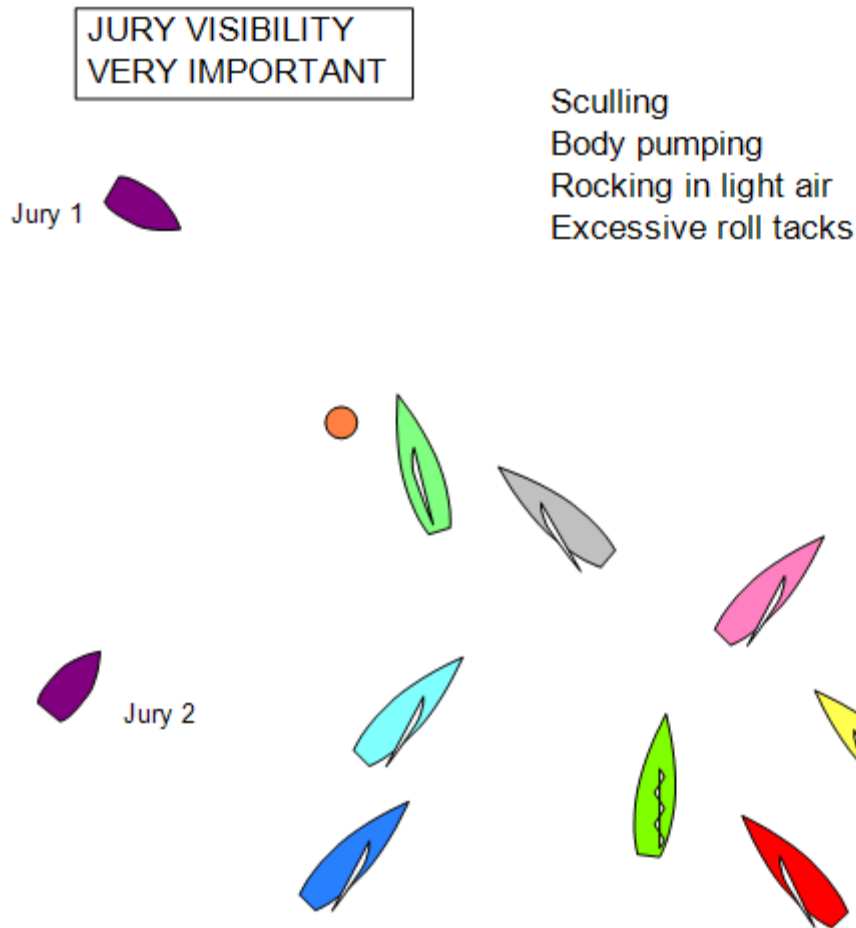 JURY VISIBILITY
VERY IMPORTANT
Sculling
Body pumping
Rocking in light air
Excessive roll tacks
Jury 1
Jury 2